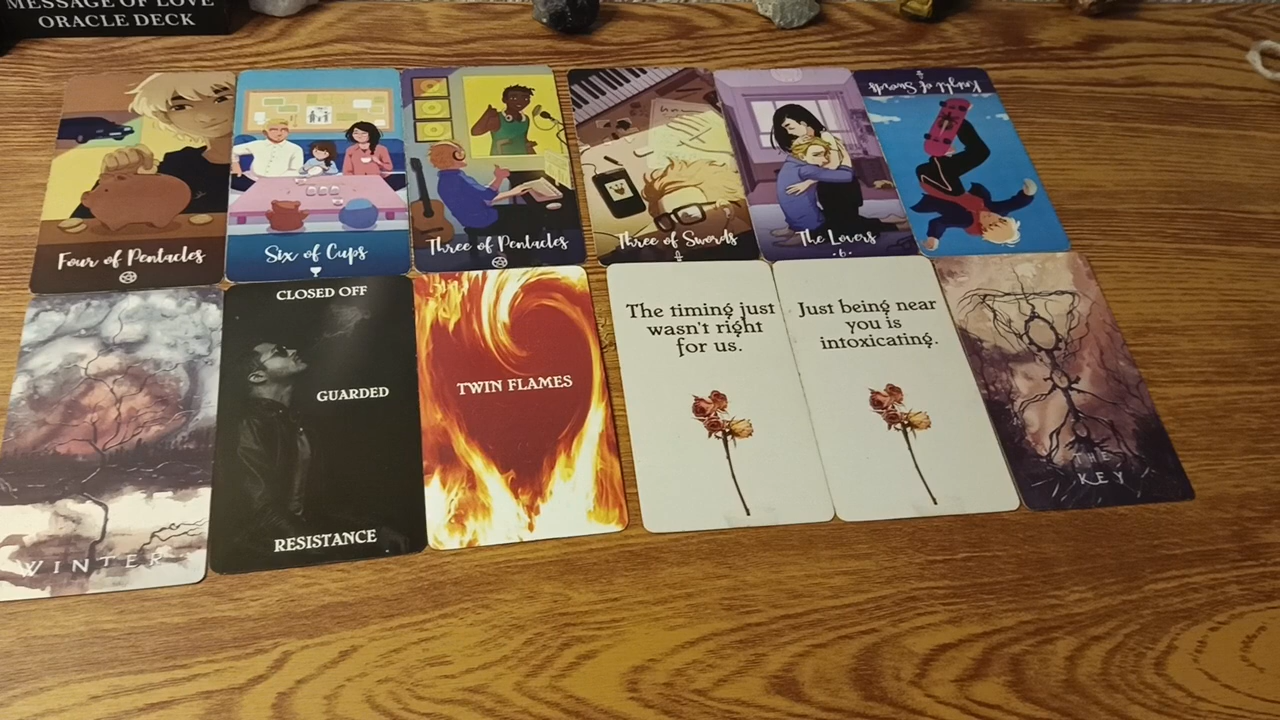 MESSAGE OF LOVE
ORACLE DECK
Four of Pentacles
Six of Cups
Three of Pentacles
Three of Swords
The Lovers
6
Knight of Swords
WINTER
CLOSED OFF
GUARDED
RESISTANCE
TWIN FLAMES
The timing just
wasn't right
for us.
Just being near
you is
intoxicating.
THE
KEY